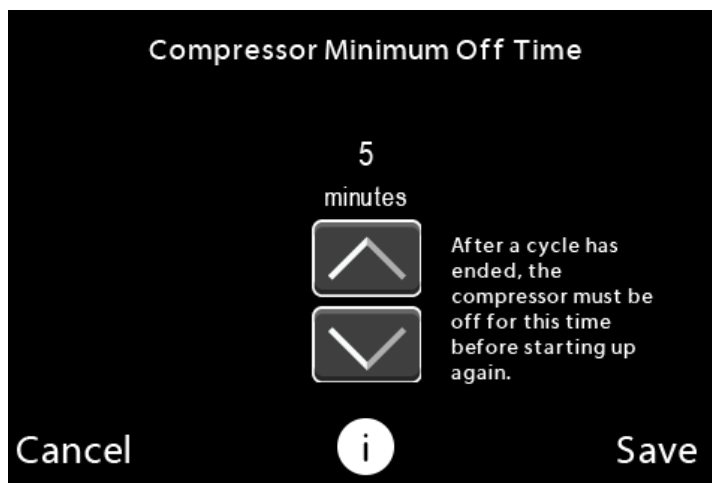 Compressor Minimum Off Time
5
minutes
After a cycle has
ended, the
compressor must be
off for this time
before starting up
again.
Cancel
i
Save